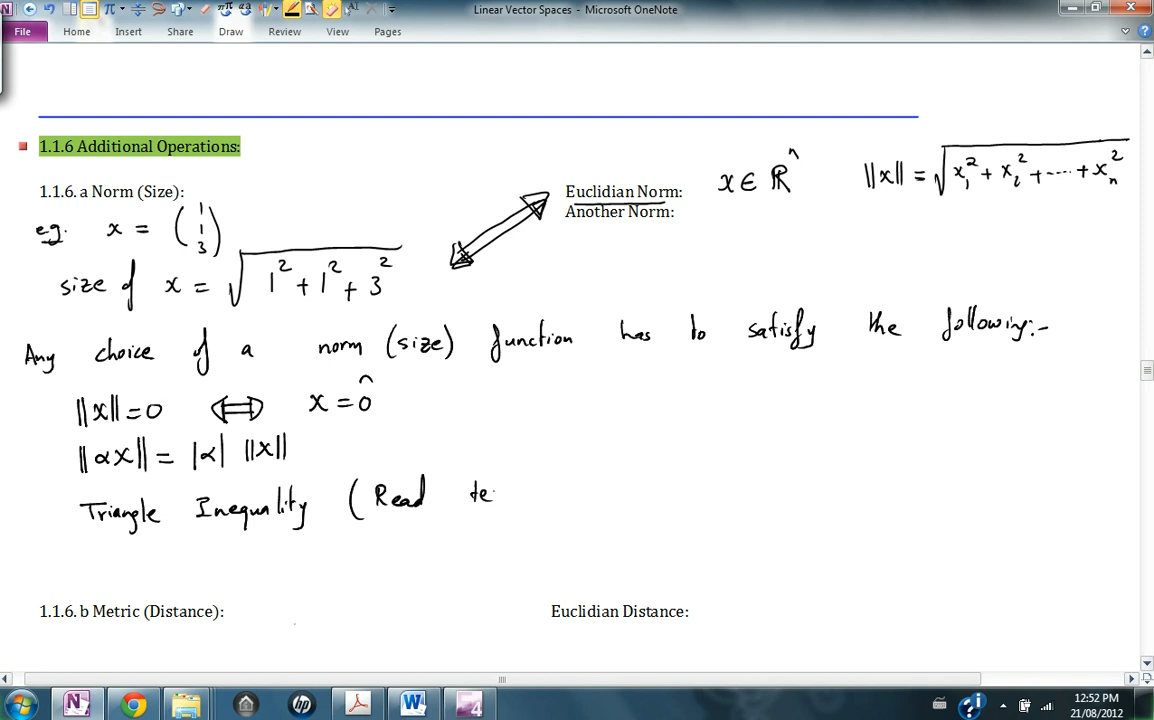 Linear Vector Spaces - Microsoft OneNote
File Home Insert Share Draw Review View Pages
1.1.6 Additional Operations:
1.1.6. a Norm (Size):
Euclidian Norm:
Another Norm:
x ∈ ℝⁿ ||x|| = √(x₁² + x₂² + ---- + xₙ²)
eg. x = (1 1 3)
size of x = √(1² + 1² + 3²)
Any choice of a norm (size) function has to satisfy the following:-
||x|| = 0 ⟺ x = 0̂
||αx|| = |α| ||x||
Triangle Inequality (Read te
1.1.6. b Metric (Distance):
Euclidian Distance:
12:52 PM
21/08/2012